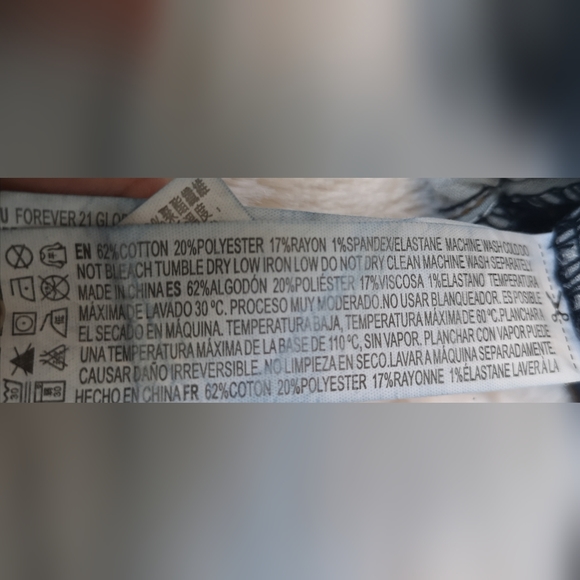 U FOREVER 21 GLO
EN 62%COTTON 20%POLYESTER 17%RAYON 1%SPANDEX/ELASTANE MACHINE WASH COLD DO
NOT BLEACH TUMBLE DRY LOW IRON LOW DO NOT DRY CLEAN MACHINE WASH SEPARATELY
MADE IN CHINA ES 62%ALGODÓN 20%POLIÉSTER 17%VISCOSA 1%ELASTANO TEMPERATURA
MÁXIMA DE LAVADO 30 ºC. PROCESO MUY MODERADO.NO USAR BLANQUEADOR. ES POSIBLE
EL SECADO EN MÁQUINA. TEMPERATURA BAJA, TEMPERATURA MÁXIMA DE 60 ºC.PLANCHAR A
UNA TEMPERATURA MÁXIMA DE LA BASE DE 110 ºC, SIN VAPOR. PLANCHAR CON VAPOR PUEDE
CAUSAR DAÑO IRREVERSIBLE. NO LIMPIEZA EN SECO.LAVAR A MÁQUINA SEPARADAMENTE.
HECHO EN CHINA FR 62%COTON 20%POLYESTER 17%RAYONNE 1%ÉLASTANE LAVER À LA